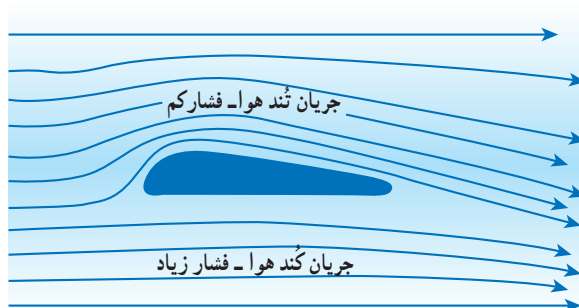 جریان تُند هوا ـ فشارکم
جریان کُند هوا ـ فشار زیاد